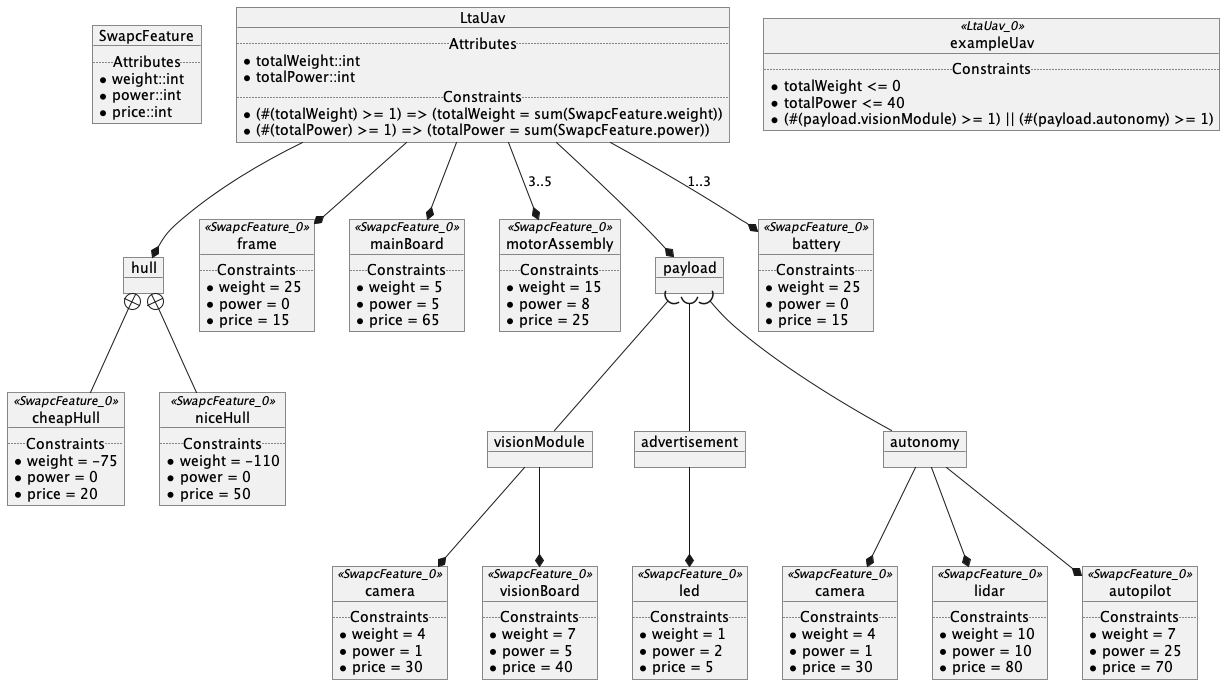 SwapcFeature
Attributes
weight::int
power::int
price::int
LtaUav
Attributes
totalWeight::int
totalPower::int
Constraints
(#(totalWeight) >= 1) => (totalWeight = sum(SwapcFeature.weight))
(#(totalPower) >= 1) => (totalPower = sum(SwapcFeature.power))
«LtaUav_0»
exampleUav
Constraints
totalWeight <= 0
totalPower <= 40
(#(payload.visionModule) >= 1) || (#(payload.autonomy) >= 1)
3..5
1..3
hull
«SwapcFeature_0»
frame
Constraints
weight = 25
power = 0
price = 15
«SwapcFeature_0»
mainBoard
Constraints
weight = 5
power = 5
price = 65
«SwapcFeature_0»
motorAssembly
Constraints
weight = 15
power = 8
price = 25
payload
«SwapcFeature_0»
battery
Constraints
weight = 25
power = 0
price = 15
«SwapcFeature_0»
cheapHull
Constraints
weight = -75
power = 0
price = 20
«SwapcFeature_0»
niceHull
Constraints
weight = -110
power = 0
price = 50
visionModule
advertisement
autonomy
«SwapcFeature_0»
camera
Constraints
weight = 4
power = 1
price = 30
«SwapcFeature_0»
visionBoard
Constraints
weight = 7
power = 5
price = 40
«SwapcFeature_0»
led
Constraints
weight = 1
power = 2
price = 5
«SwapcFeature_0»
camera
Constraints
weight = 4
power = 1
price = 30
«SwapcFeature_0»
lidar
Constraints
weight = 10
power = 10
price = 80
«SwapcFeature_0»
autopilot
Constraints
weight = 7
power = 25
price = 70